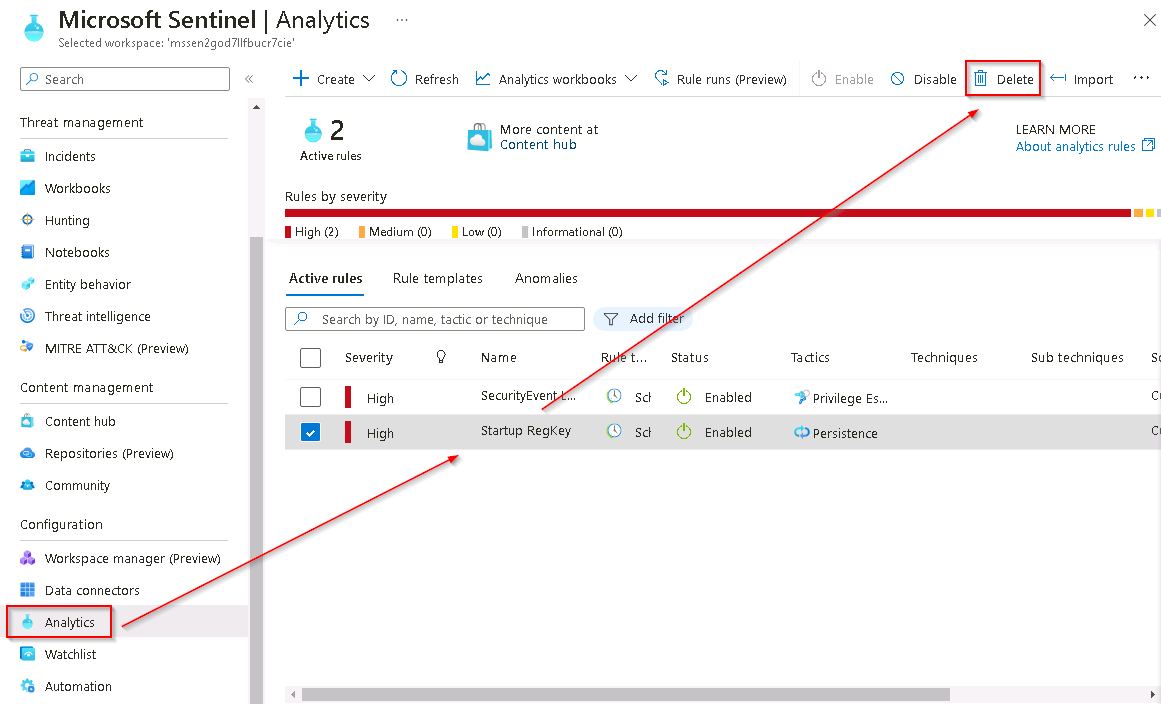 Microsoft Sentinel | Analytics ...
Selected workspace: 'mssen2god7llfbucr7cie'
Search
«
Create
Refresh
Analytics workbooks
Rule runs (Preview)
Enable
Disable
Delete
Import
...
Threat management
Incidents
Workbooks
Hunting
Notebooks
Entity behavior
Threat intelligence
MITRE ATT&CK (Preview)
Content management
Content hub
Repositories (Preview)
Community
Configuration
Workspace manager (Preview)
Data connectors
Analytics
Watchlist
Automation
2
Active rules
More content at
Content hub
LEARN MORE
About analytics rules
Rules by severity
High (2) Medium (0) Low (0) Informational (0)
Active rules Rule templates Anomalies
Search by ID, name, tactic or technique
Add filter
Severity Name Rule t... Status Tactics Techniques Sub techniques
High SecurityEvent L... Enabled Privilege Es...
High Startup RegKey Enabled Persistence